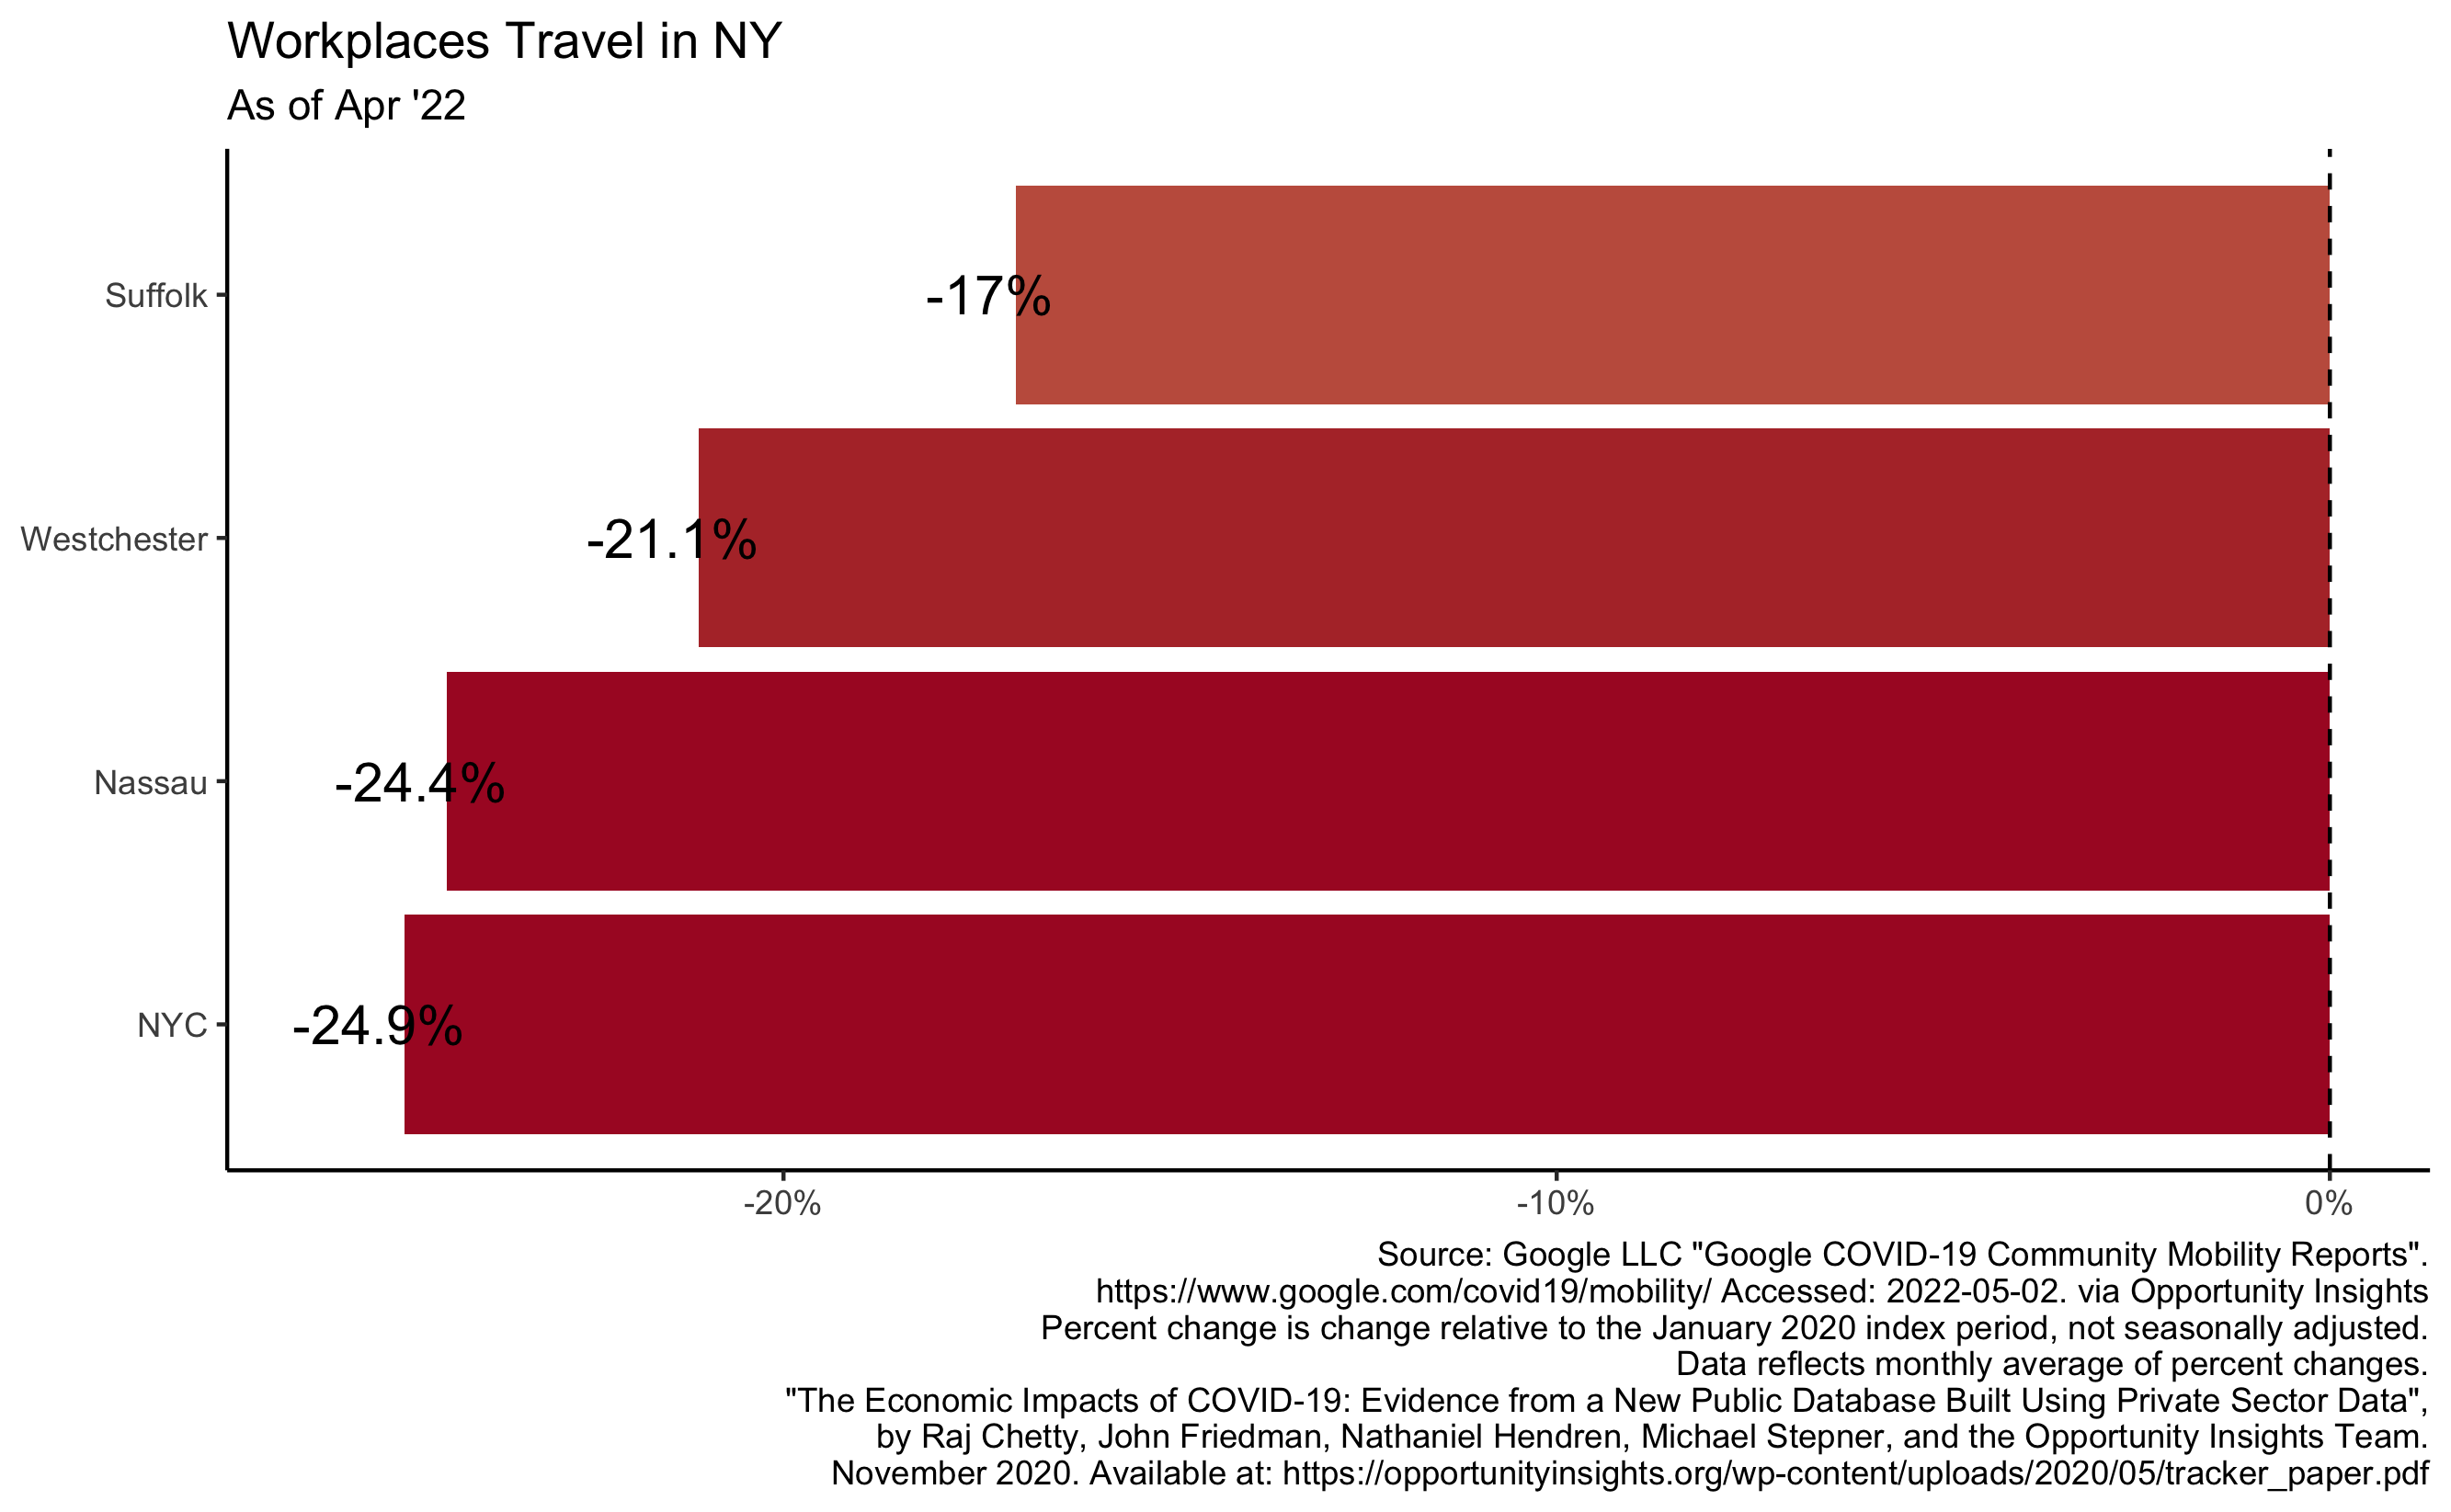 Workplaces Travel in NY
As of Apr '22
Suffolk
-17%
Westchester
-21.1%
Nassau
-24.4%
NYC
-24.9%
-20%
-10%
0%
Source: Google LLC "Google COVID-19 Community Mobility Reports".
https://www.google.com/covid19/mobility/ Accessed: 2022-05-02. via Opportunity Insights
Percent change is change relative to the January 2020 index period, not seasonally adjusted.
Data reflects monthly average of percent changes.
"The Economic Impacts of COVID-19: Evidence from a New Public Database Built Using Private Sector Data",
by Raj Chetty, John Friedman, Nathaniel Hendren, Michael Stepner, and the Opportunity Insights Team.
November 2020. Available at: https://opportunityinsights.org/wp-content/uploads/2020/05/tracker_paper.pdf